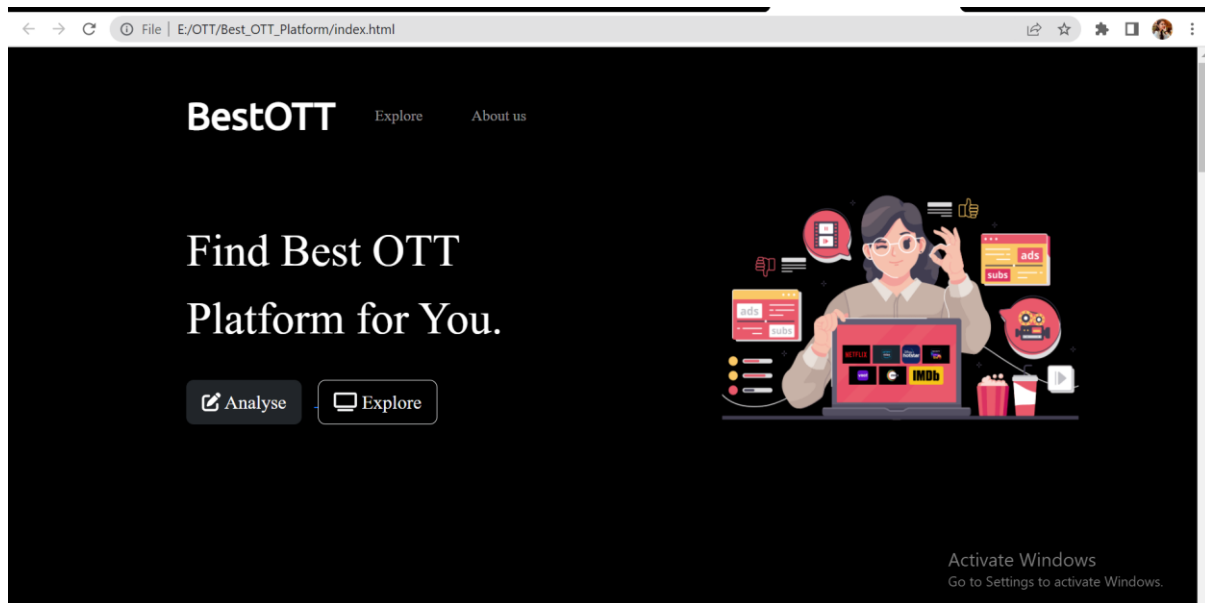 File | E:/OTT/Best_OTT_Platform/index.html
BestOTT Explore About us
Find Best OTT
Platform for You.
Analyse Explore
ads
subs
ads
subs
NETFLIX hotstar
IMDb
Activate Windows
Go to Settings to activate Windows.